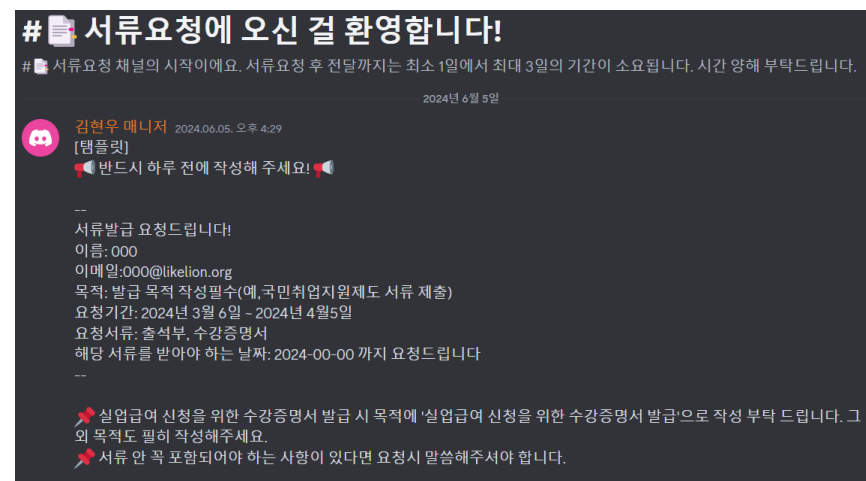 # 📑 서류요청에 오신 걸 환영합니다!
# 📑 서류요청 채널의 시작이에요. 서류요청 후 전달까지는 최소 1일에서 최대 3일의 기간이 소요됩니다. 시간 양해 부탁드립니다.
2024년 6월 5일
김현우 매니저 2024.06.05. 오후 4:29
[탬플릿]
📢 반드시 하루 전에 작성해 주세요! 📢
--
서류발급 요청드립니다!
이름: 000
이메일:000@likelion.org
목적: 발급 목적 작성필수(예,국민취업지원제도 서류 제출)
요청기간: 2024년 3월 6일 ~ 2024년 4월5일
요청서류: 출석부, 수강증명서
해당 서류를 받아야 하는 날짜: 2024-00-00 까지 요청드립니다
--
📌 실업급여 신청을 위한 수강증명서 발급 시 목적에 '실업급여 신청을 위한 수강증명서 발급'으로 작성 부탁 드립니다. 그
외 목적도 필히 작성해주세요.
📌 서류 안 꼭 포함되어야 하는 사항이 있다면 요청시 말씀해주셔야 합니다.